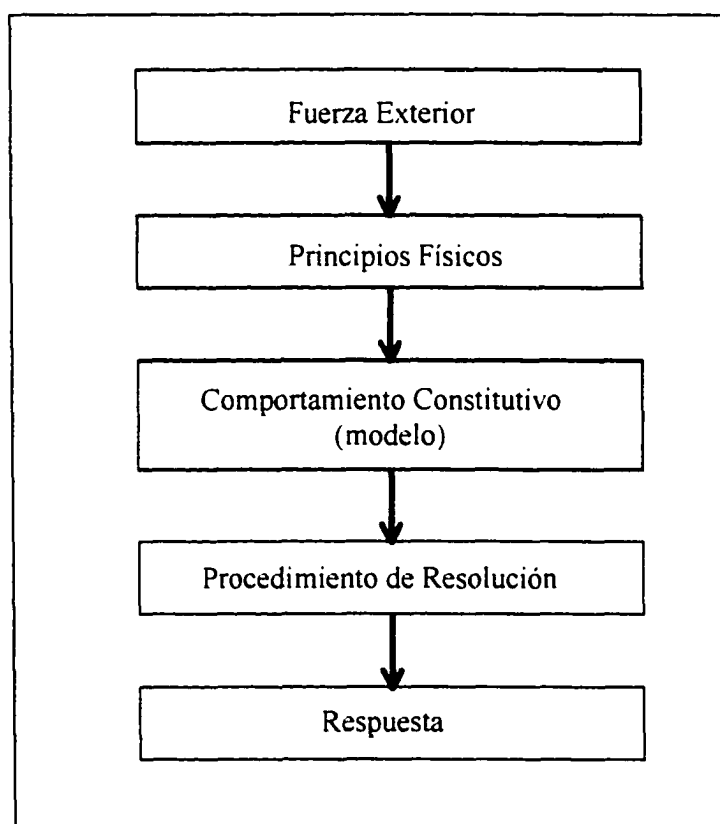 Fuerza Exterior
Principios Físicos
Comportamiento Constitutivo
(modelo)
Procedimiento de Resolución
Respuesta